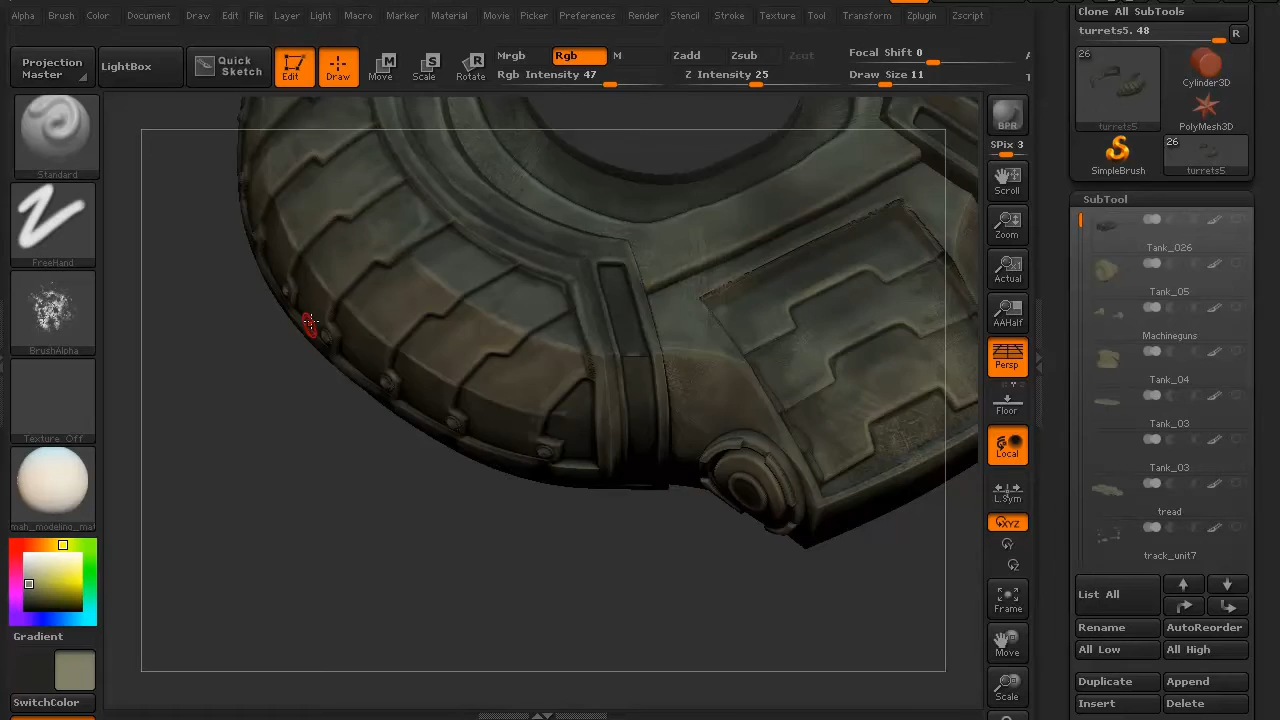 Alpha Brush Color Document Draw Edit File Layer Light Macro Marker Material Movie Picker Preferences Render Stencil Stroke Texture Tool Transform Zplugin Zscript
Projection Master
LightBox
Quick Sketch
Edit
Draw
Move
Scale
Rotate
Mrgb
Rgb
M
Rgb Intensity 47
Zadd
Zsub
Zcut
Z Intensity 25
Focal Shift 0
Draw Size 11
Standard
FreeHand
BrushAlpha
Texture Off
Gradient
SwitchColor
BPR
SPix 3
Scroll
Zoom
Actual
AAHalf
Persp
Floor
Local
L.Sym
XYZ
Frame
Move
Scale
Clone All SubTools
turrets5. 48
R
26
turrets5
Cylinder3D
PolyMesh3D
SimpleBrush
26
turrets5
SubTool
Tank_026
Tank_05
Machineguns
Tank_04
Tank_03
Tank_03
tread
track_unit7
List All
Rename
AutoReorder
All Low
All High
Duplicate
Append
Insert
Delete